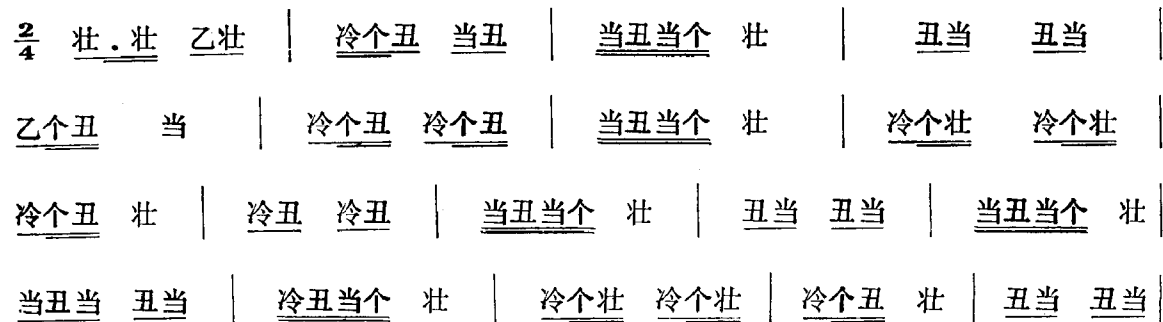 2/4 壮.壮 乙壮 | 冷个丑 当丑 | 当丑当个 壮 | 丑当 丑当 |
乙个丑 当 | 冷个丑 冷个丑 | 当丑当个 壮 | 冷个壮 冷个壮 |
冷个丑 壮 | 冷丑 冷丑 | 当丑当个 壮 | 丑当 丑当 | 当丑当个 壮 |
当丑当 丑当 | 冷丑当个 壮 | 冷个壮 冷个壮 | 冷个丑 壮 | 丑当 丑当 |